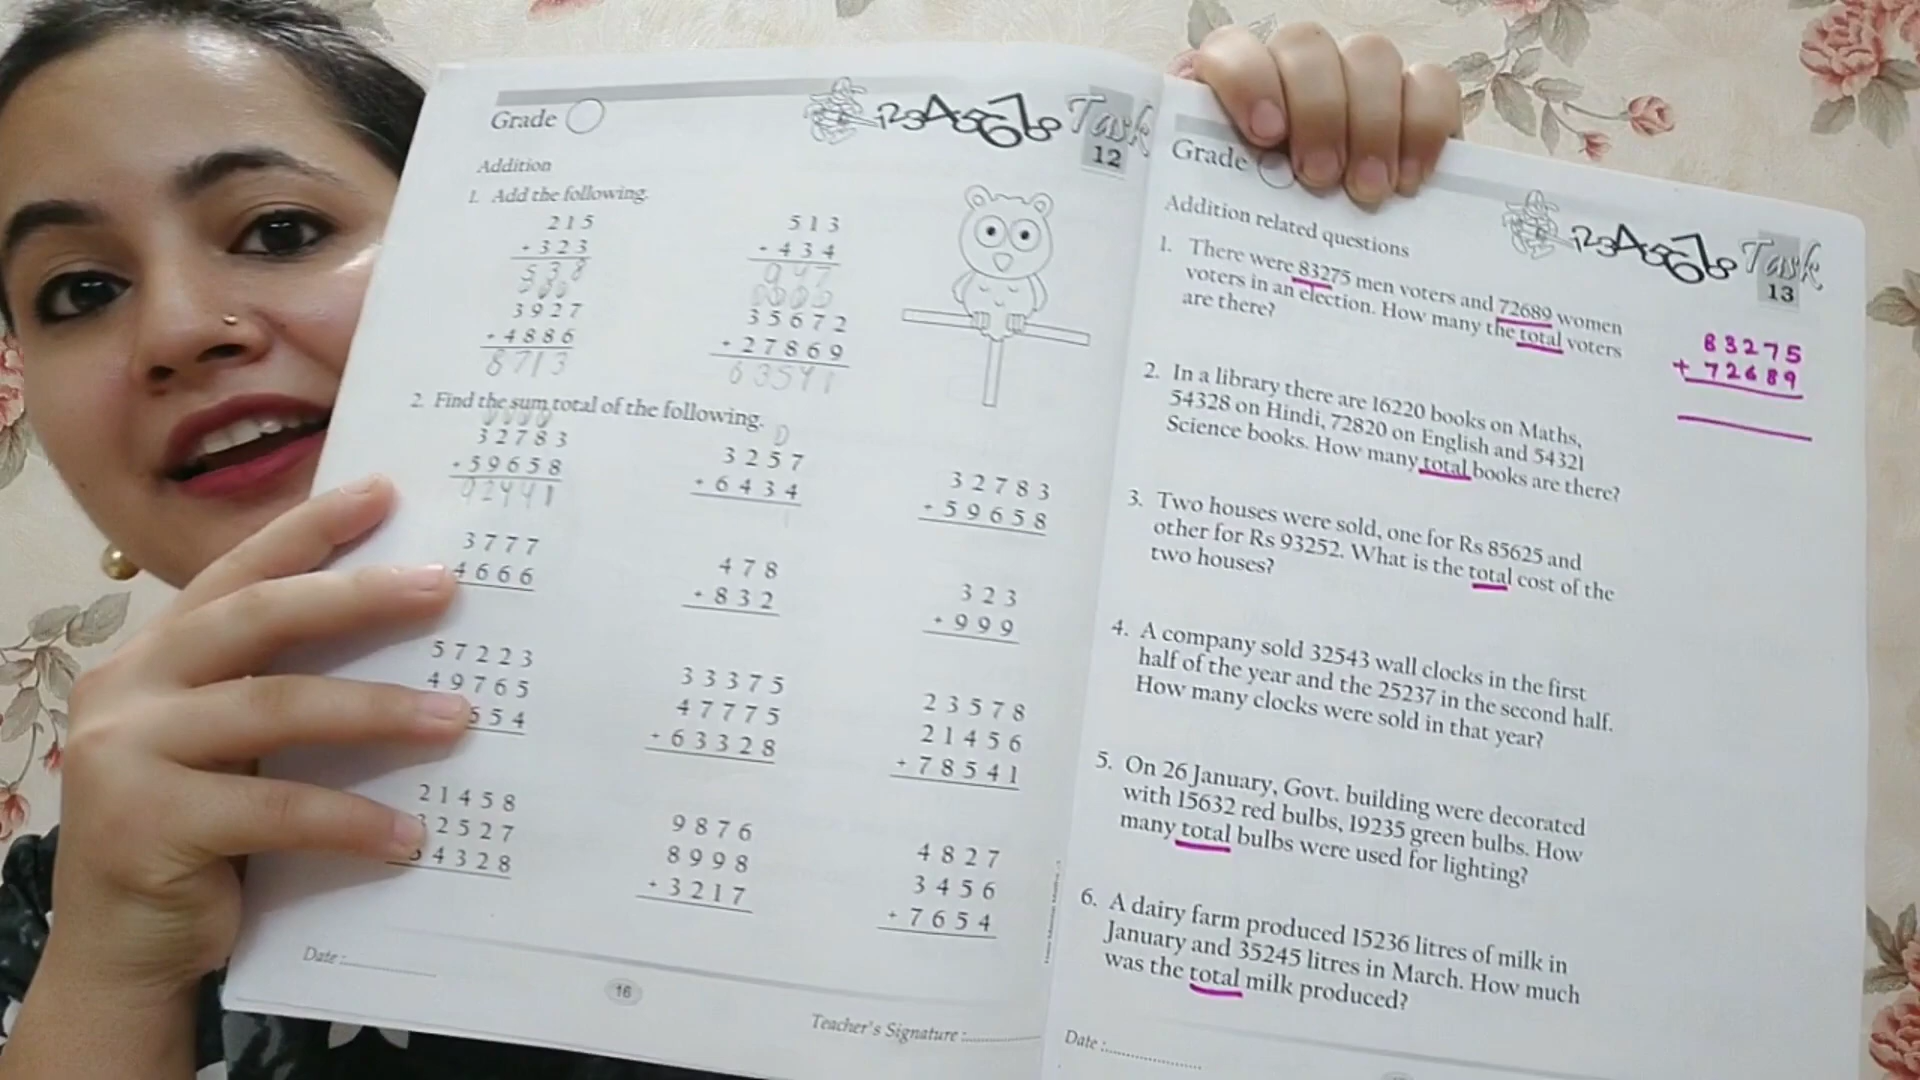 Grade
12345678 Task
12
Addition
1. Add the following.
215
+ 323
538
513
+ 434
947
3927
+ 4886
8713
35672
+ 27869
63541
2. Find the sum total of the following.
32783
+ 59658
3257
+ 6434
32783
+ 59658
3777
4666
478
+ 832
323
+ 999
57223
49765
654
33375
47775
+ 63328
23578
21456
+ 78541
21458
2527
4328
9876
8998
+ 3217
4827
3456
+ 7654
Date :
16
Teacher's Signature :
Grade
12345678 Task
13
Addition related questions
1. There were 83275 men voters and 72689 women
voters in an election. How many the total voters
are there?
83275
+ 72689
2. In a library there are 16220 books on Maths,
54328 on Hindi, 72820 on English and 54321
Science books. How many total books are there?
3. Two houses were sold, one for Rs 85625 and
other for Rs 93252. What is the total cost of the
two houses?
4. A company sold 32543 wall clocks in the first
half of the year and the 25237 in the second half.
How many clocks were sold in that year?
5. On 26 January, Govt. building were decorated
with 15632 red bulbs, 19235 green bulbs. How
many total bulbs were used for lighting?
6. A dairy farm produced 15236 litres of milk in
January and 35245 litres in March. How much
was the total milk produced?
Date :